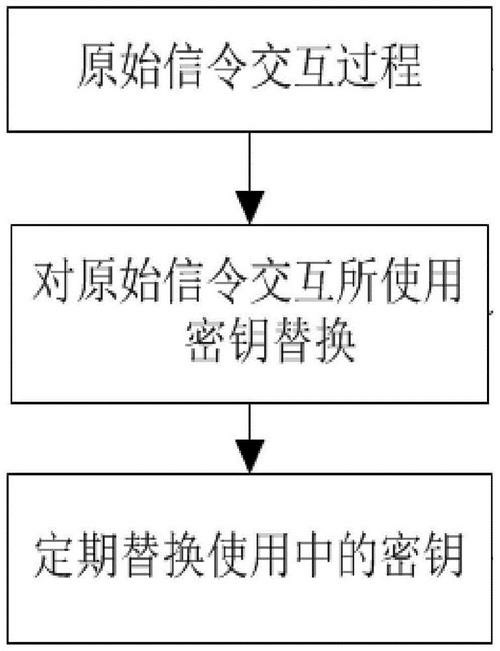 原始信令交互过程
对原始信令交互所使用
密钥替换
定期替换使用中的密钥